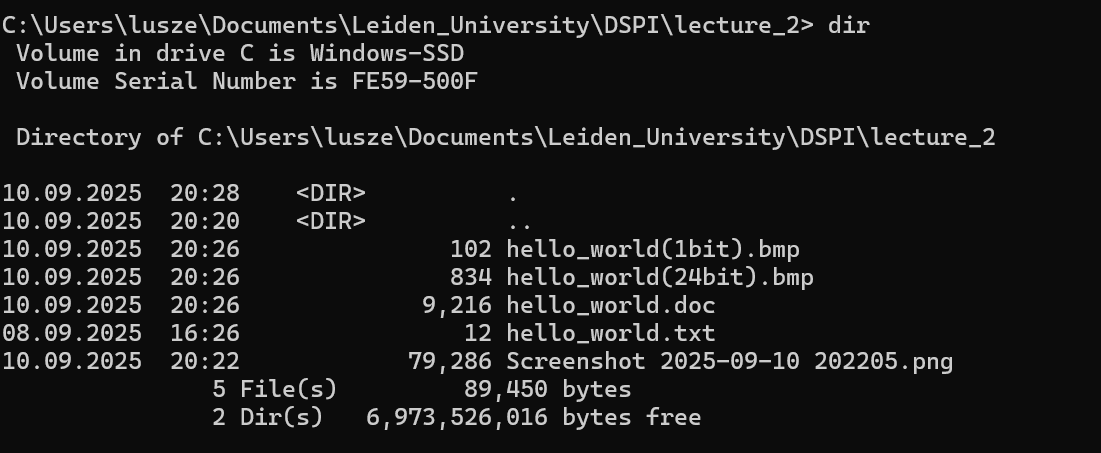 C:\Users\lusze\Documents\Leiden_University\DSPI\lecture_2> dir
 Volume in drive C is Windows-SSD
 Volume Serial Number is FE59-500F

 Directory of C:\Users\lusze\Documents\Leiden_University\DSPI\lecture_2

10.09.2025  20:28    <DIR>          .
10.09.2025  20:20    <DIR>          ..
10.09.2025  20:26               102 hello_world(1bit).bmp
10.09.2025  20:26               834 hello_world(24bit).bmp
10.09.2025  20:26             9,216 hello_world.doc
08.09.2025  16:26                12 hello_world.txt
10.09.2025  20:22            79,286 Screenshot 2025-09-10 202205.png
               5 File(s)         89,450 bytes
               2 Dir(s)   6,973,526,016 bytes free